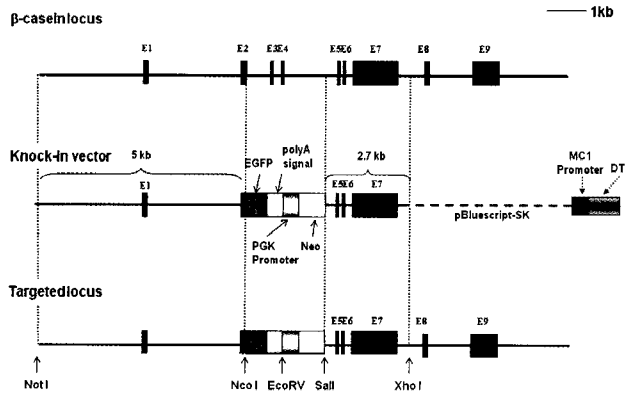 1kb
β-caseinlocus
E1 E2 E3E4 E5E6 E7 E8 E9
Knock-in vector
5 kb
EGFP
polyA signal
2.7 kb
MC1 Promoter
DT
E1
E5E6 E7
pBluescript-SK
PGK Promoter
Neo
Targetedlocus
E5E6 E7 E8 E9
NotI NcoI EcoRV SalI XhoI